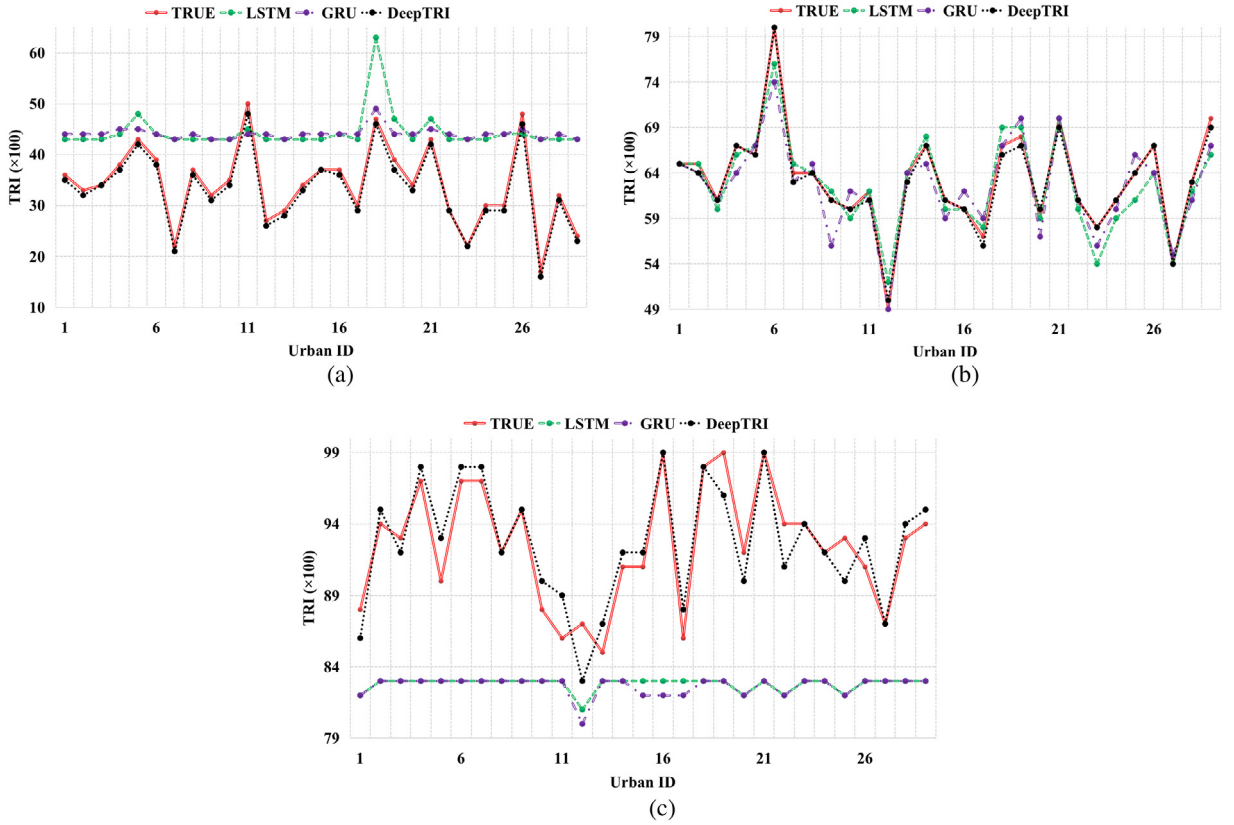 TRUE LSTM GRU DeepTRI
60
50
40
30
20
10
TRI (×100)
1 6 11 16 21 26
Urban ID
(a)
TRUE LSTM GRU DeepTRI
79
74
69
64
59
54
49
TRI (×100)
1 6 11 16 21 26
Urban ID
(b)
TRUE LSTM GRU DeepTRI
99
94
89
84
79
TRI (×100)
1 6 11 16 21 26
Urban ID
(c)